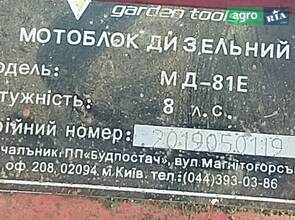 garden tool agro RIA
МОТОБЛОК ДИЗЕЛЬНИЙ
одель: МД-81Е
тужність: 8 л.с.
рійний номер: 2019050119
чальник:ПП«Будпостач», вул.Магнітогорсь
оф.208, 02094, м.Київ. Тел.:(044)393-03-86